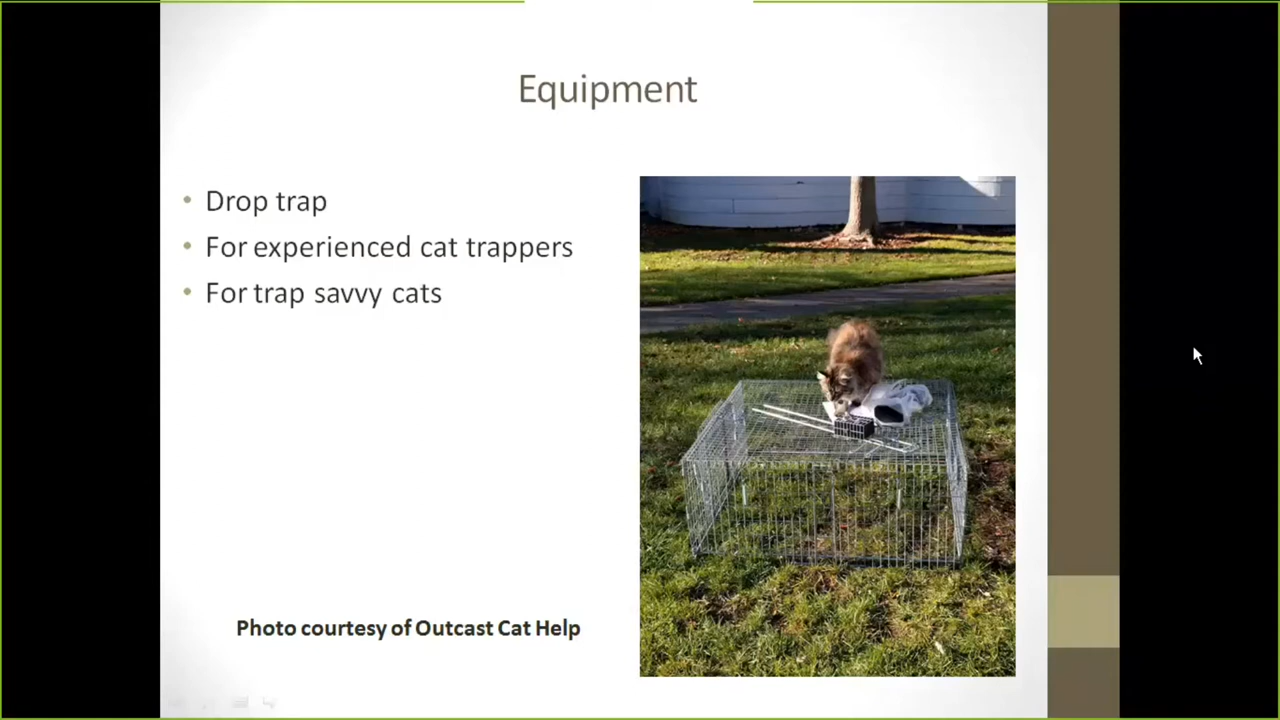 Equipment
• Drop trap
• For experienced cat trappers
• For trap savvy cats
Photo courtesy of Outcast Cat Help